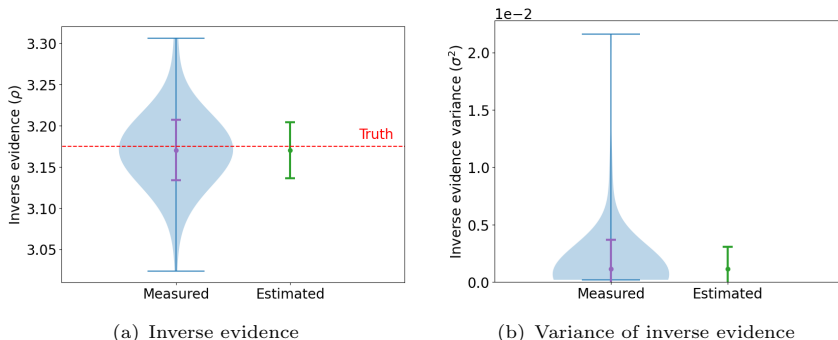 3.30
3.25
3.20
3.15
3.10
3.05
Inverse evidence (ρ)
Truth
Measured
Estimated
(a) Inverse evidence
1e−2
2.0
1.5
1.0
0.5
0.0
Inverse evidence variance (σ²)
Measured
Estimated
(b) Variance of inverse evidence